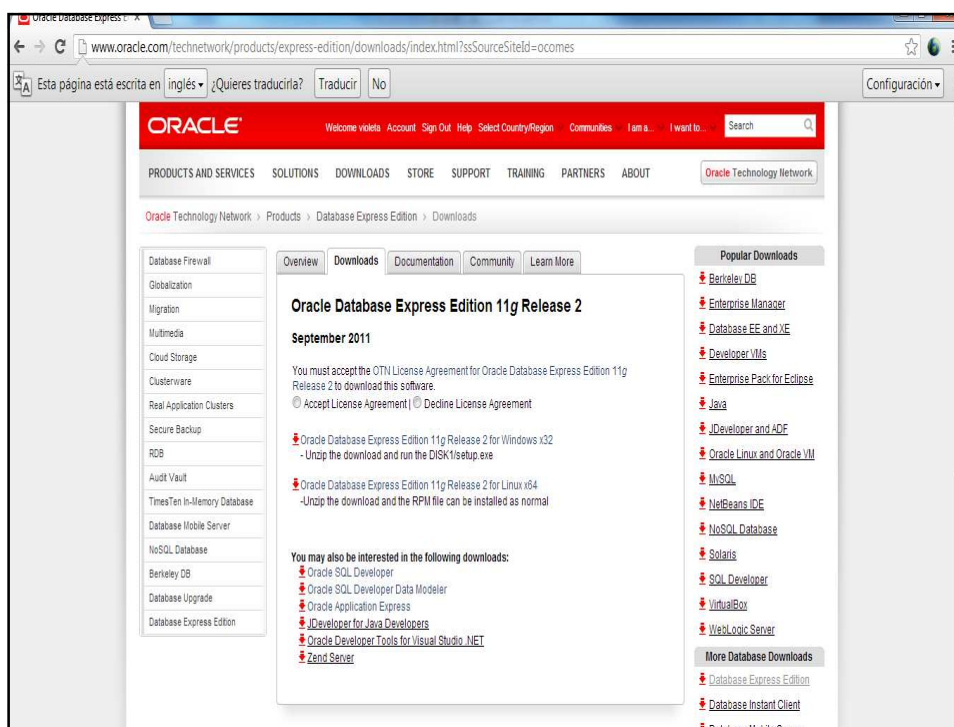 Oracle Database Express E
www.oracle.com/technetwork/products/express-edition/downloads/index.html?ssSourceSiteId=ocomes
Esta página está escrita en inglés ¿Quieres traducirla? Traducir No Configuración
ORACLE
Welcome violeta Account Sign Out Help Select Country/Region Communities I am a... I want to... Search
PRODUCTS AND SERVICES SOLUTIONS DOWNLOADS STORE SUPPORT TRAINING PARTNERS ABOUT Oracle Technology Network
Oracle Technology Network > Products > Database Express Edition > Downloads
Database Firewall
Globalization
Migration
Multimedia
Cloud Storage
Clusterware
Real Application Clusters
Secure Backup
RDB
Audit Vault
TimesTen In-Memory Database
Database Mobile Server
NoSQL Database
Berkeley DB
Database Upgrade
Database Express Edition
Overview Downloads Documentation Community Learn More
Oracle Database Express Edition 11g Release 2
September 2011
You must accept the OTN License Agreement for Oracle Database Express Edition 11g
Release 2 to download this software.
Accept License Agreement | Decline License Agreement
Oracle Database Express Edition 11g Release 2 for Windows x32
- Unzip the download and run the DISK1/setup.exe
Oracle Database Express Edition 11g Release 2 for Linux x64
-Unzip the download and the RPM file can be installed as normal
You may also be interested in the following downloads:
Oracle SQL Developer
Oracle SQL Developer Data Modeler
Oracle Application Express
JDeveloper for Java Developers
Oracle Developer Tools for Visual Studio .NET
Zend Server
Popular Downloads
Berkeley DB
Enterprise Manager
Database EE and XE
Developer VMs
Enterprise Pack for Eclipse
Java
JDeveloper and ADF
Oracle Linux and Oracle VM
MySQL
NetBeans IDE
NoSQL Database
Solaris
SQL Developer
VirtualBox
WebLogic Server
More Database Downloads
Database Express Edition
Database Instant Client